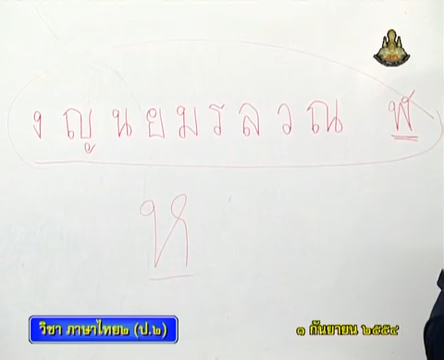 ง ญ น ย ม ร ล ว ณ ฬ
ห
วิชา ภาษาไทย๒ (ป.๒)
๑ กันยายน ๒๕๕๔